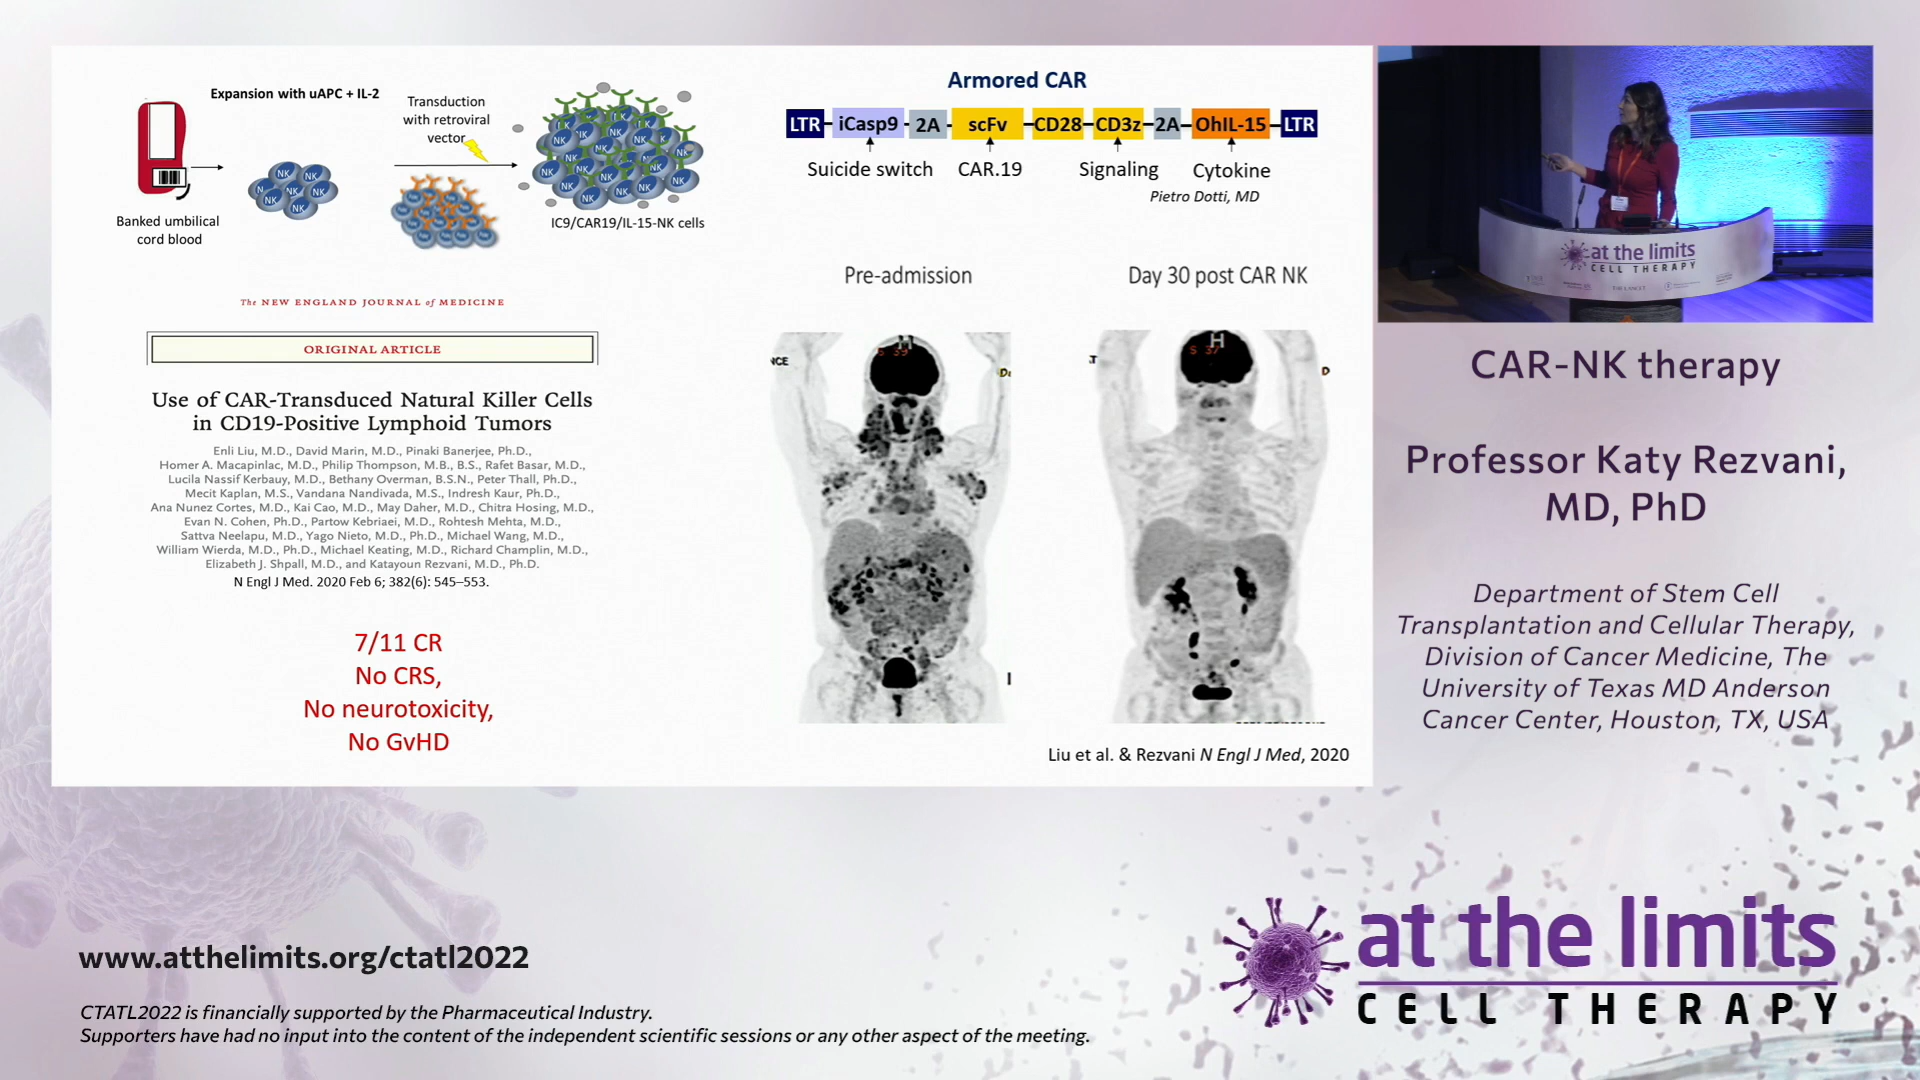 Expansion with uAPC + IL-2
Transduction
with retroviral
vector
NK
Banked umbilical
cord blood
IC9/CAR19/IL-15-NK cells
Armored CAR
LTR iCasp9 2A scFv CD28 CD3z 2A OhIL-15 LTR
Suicide switch CAR.19 Signaling Cytokine
Pietro Dotti, MD
The NEW ENGLAND JOURNAL of MEDICINE
ORIGINAL ARTICLE
Use of CAR-Transduced Natural Killer Cells
in CD19-Positive Lymphoid Tumors
Enli Liu, M.D., David Marin, M.D., Pinaki Banerjee, Ph.D.,
Homer A. Macapinlac, M.D., Philip Thompson, M.B., B.S., Rafet Basar, M.D.,
Lucila Nassif Kerbauy, M.D., Bethany Overman, B.S.N., Peter Thall, Ph.D.,
Mecit Kaplan, M.S., Vandana Nandivada, M.S., Indresh Kaur, Ph.D.,
Ana Nunez Cortes, M.D., Kai Cao, M.D., May Daher, M.D., Chitra Hosing, M.D.,
Evan N. Cohen, Ph.D., Partow Kebriaei, M.D., Rohtesh Mehta, M.D.,
Sattva Neelapu, M.D., Yago Nieto, M.D., Ph.D., Michael Wang, M.D.,
William Wierda, M.D., Ph.D., Michael Keating, M.D., Richard Champlin, M.D.,
Elizabeth J. Shpall, M.D., and Katayoun Rezvani, M.D., Ph.D.
N Engl J Med. 2020 Feb 6; 382(6): 545–553.
7/11 CR
No CRS,
No neurotoxicity,
No GvHD
Pre-admission
Day 30 post CAR NK
H
S 39
H
S 37
Liu et al. & Rezvani N Engl J Med, 2020
at the limits
CELL THERAPY
CAR-NK therapy
Professor Katy Rezvani,
MD, PhD
Department of Stem Cell
Transplantation and Cellular Therapy,
Division of Cancer Medicine, The
University of Texas MD Anderson
Cancer Center, Houston, TX, USA
www.atthelimits.org/ctatl2022
CTATL2022 is financially supported by the Pharmaceutical Industry.
Supporters have had no input into the content of the independent scientific sessions or any other aspect of the meeting.
at the limits
CELL THERAPY